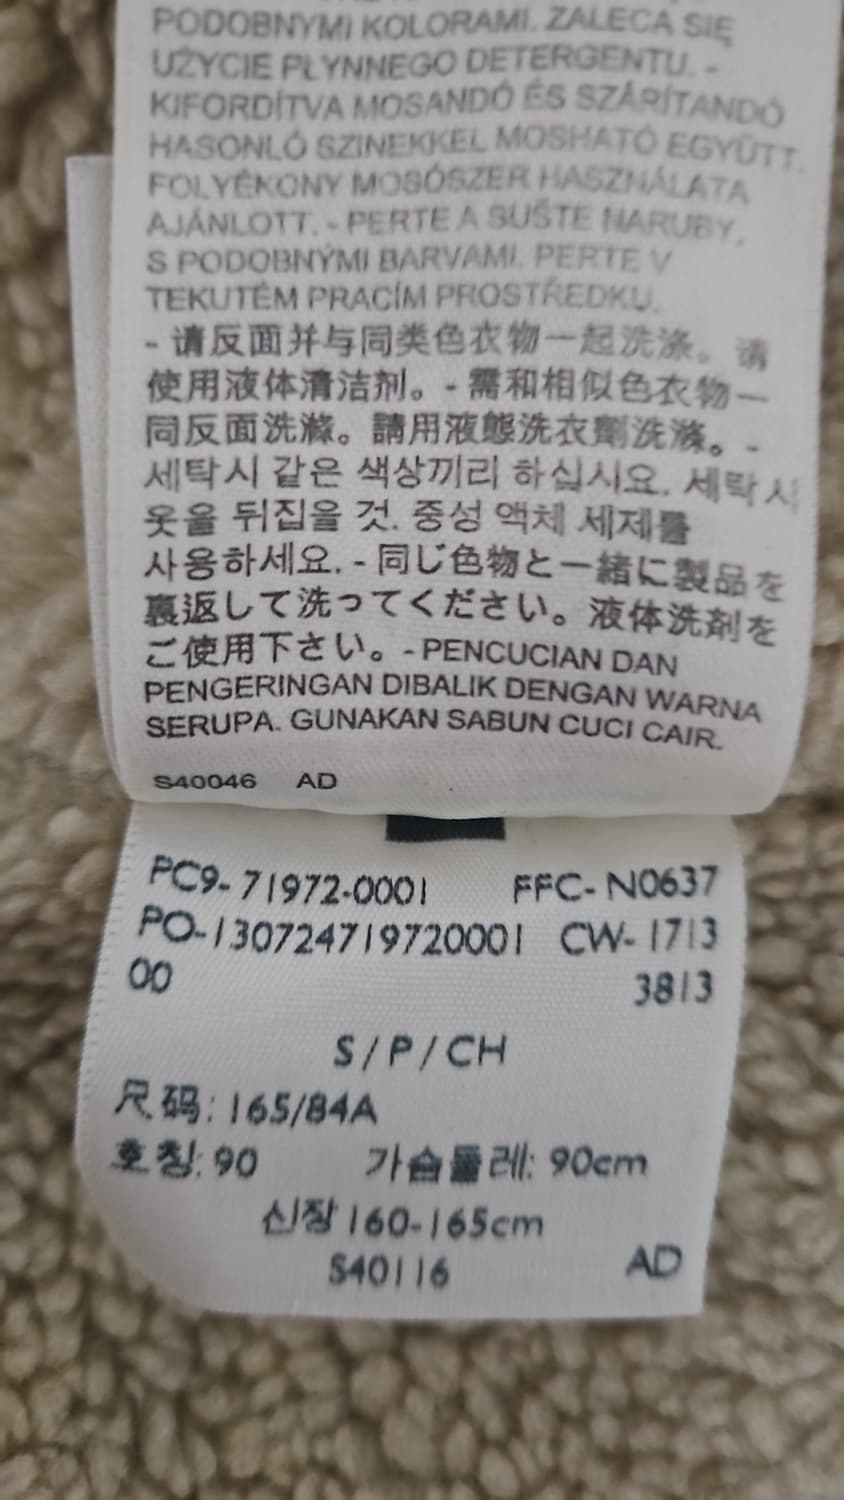 PODOBNYMI KOLORAMI. ZALECA SIĘ
UŻYCIE PŁYNNEGO DETERGENTU. -
KIFORDÍTVA MOSANDÓ ÉS SZÁRÍTANDÓ
HASONLÓ SZINEKKEL MOSHATÓ EGYÜTT.
FOLYÉKONY MOSÓSZER HASZNÁLATA
AJÁNLOTT. - PERTE A SUŠTE NARUBY,
S PODOBNÝMI BARVAMI. PERTE V
TEKUTÉM PRACÍM PROSTŘEDKU.
- 请反面并与同类色衣物一起洗涤。请
使用液体清洁剂。- 需和相似色衣物一
同反面洗滌。請用液態洗衣劑洗滌。-
세탁시 같은 색상끼리 하십시요. 세탁시
옷을 뒤집을 것. 중성 액체 세제를
사용하세요. - 同じ色物と一緒に製品を
裏返して洗ってください。液体洗剤を
ご使用下さい。- PENCUCIAN DAN
PENGERINGAN DIBALIK DENGAN WARNA
SERUPA. GUNAKAN SABUN CUCI CAIR.
S40046 AD
PC9-71972-0001 FFC-N0637
PO-130724719720001 CW-1713
00 3813
S/P/CH
尺码: 165/84A
호칭: 90 가슴둘레: 90cm
신장 160-165cm
S40116 AD